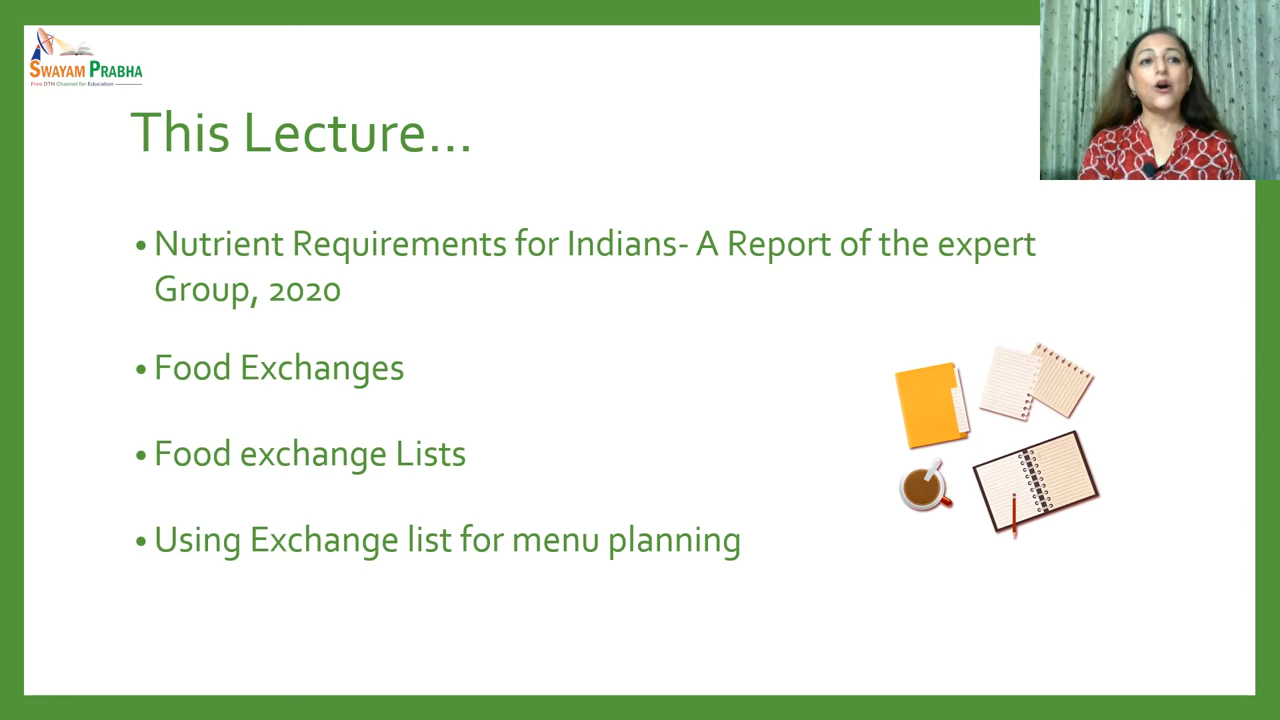 SWAYAM PRABHA
Free DTH Channel for Education
This Lecture...
• Nutrient Requirements for Indians- A Report of the expert
Group, 2020
• Food Exchanges
• Food exchange Lists
• Using Exchange list for menu planning